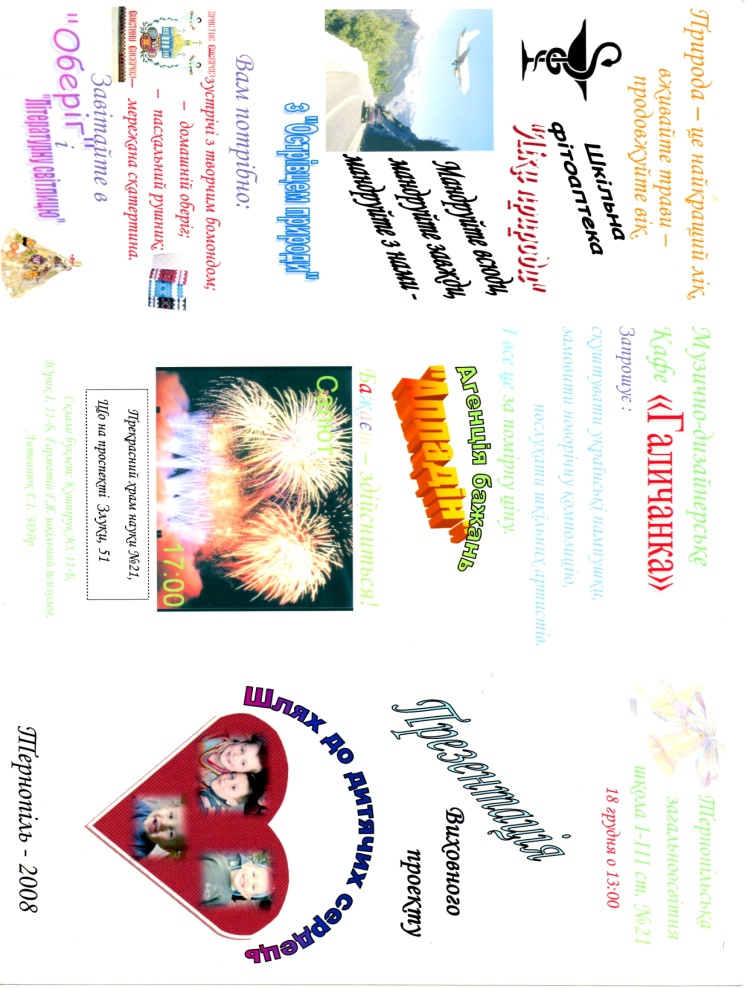 Природа – це найкращий лік,
вживайте трави –
продовжуйте вік.
Шкільна
фітоаптека
"Ліки природи"
Мандруйте всюди,
мандруйте завжди,
мандруйте з нами -
з "Острівцем природи"
Вам потрібно:
зустрічі з творчим бомондом;
– домашній оберіг;
– пасхальний рушник;
– мережана скатертина.
Завітайте в
"Оберіг"
і
"Літературну світлицю"
Музично-дизайнерське
Кафе «Галичанка»
Запрошує:
скуштувати українські пампушки,
замовити новорічну композицію,
послухати шкільних артистів.
І все це за помірну ціну.
Агенція бажань
"Алладін"
Бажаєш – здійсниться!
Салют
17:00
Прекрасний храм науки №21,
Що на проспекті Злуки, 51
Тернопільська
загальноосвітня
школа І-ІІІ ст. №21
18 грудня о 13:00
Презентація
Виховного
проекту
Шлях до дитячих сердець
Тернопіль - 2008